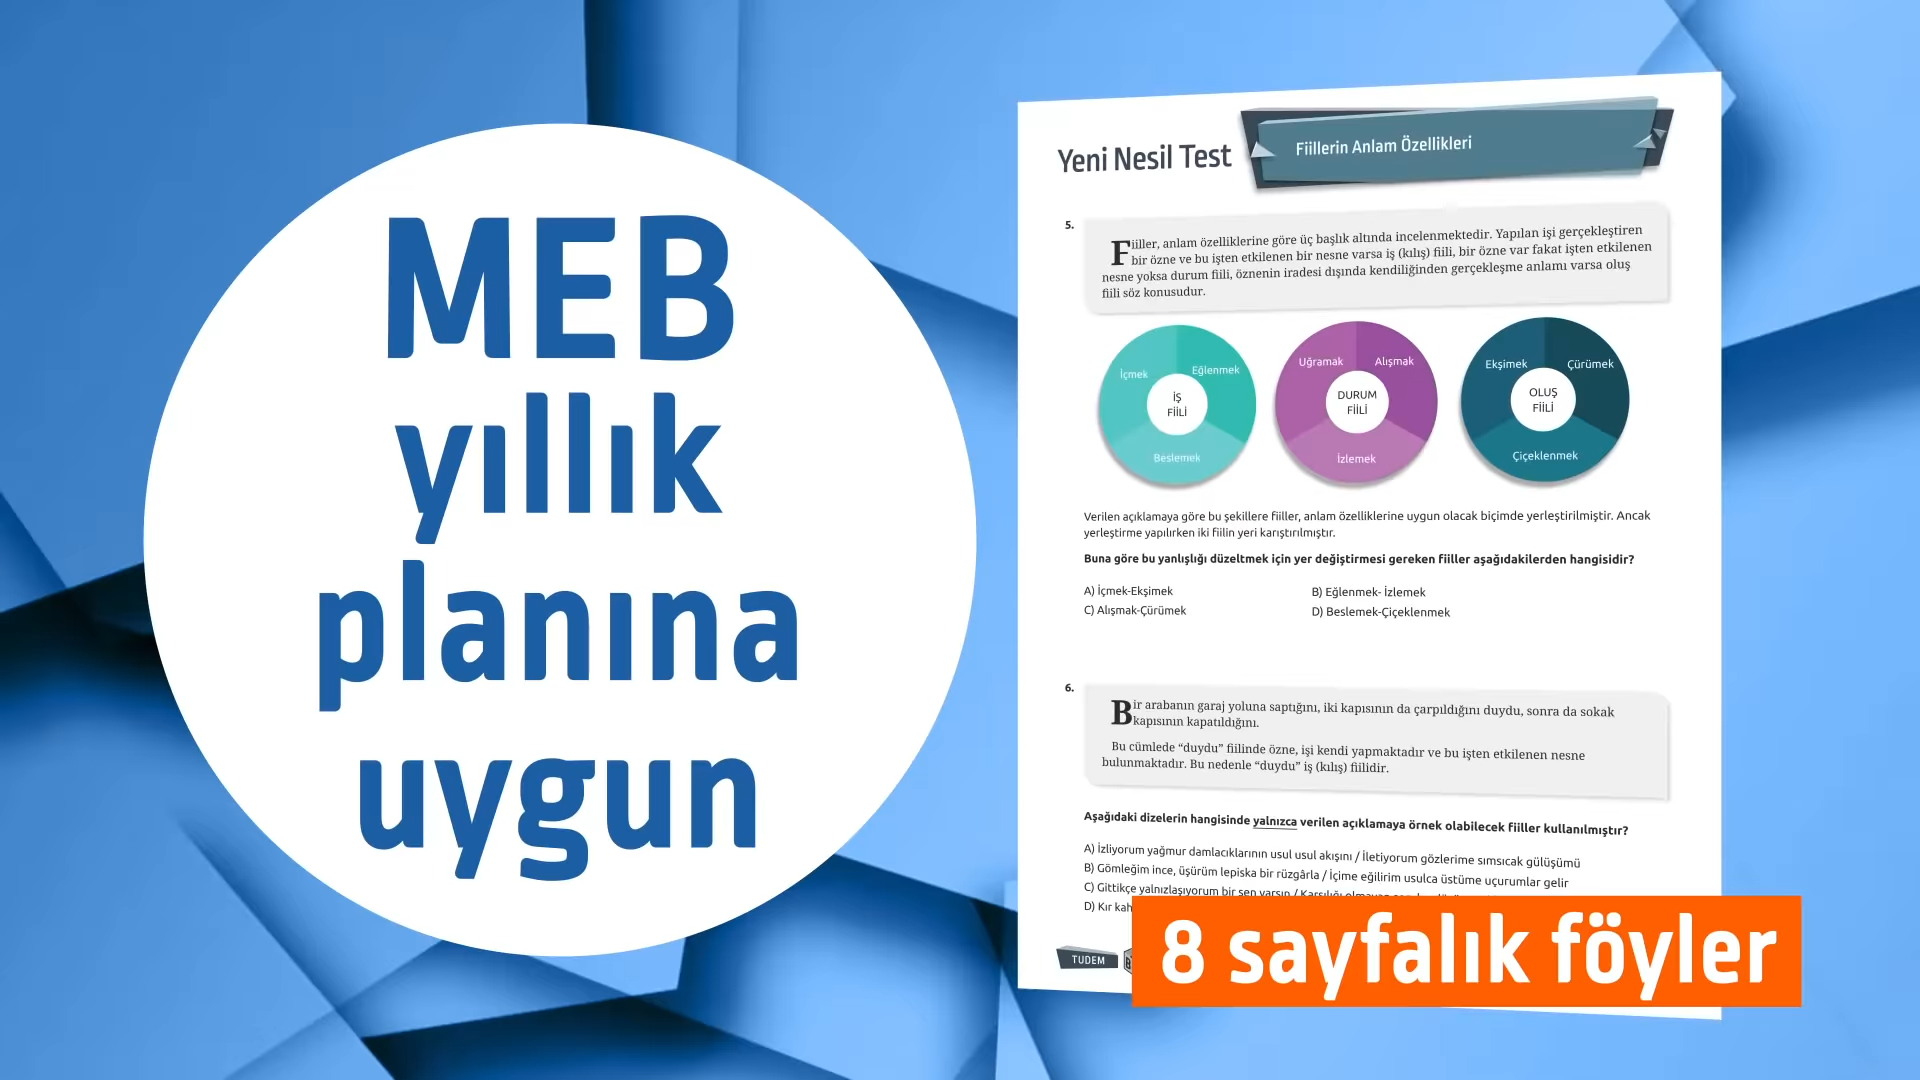 MEB
yıllık
planına
uygun
Yeni Nesil Test
Fiillerin Anlam Özellikleri
5.
Fiiller, anlam özelliklerine göre üç başlık altında incelenmektedir. Yapılan işi gerçekleştiren
bir özne ve bu işten etkilenen bir nesne varsa iş (kılış) fiili, bir özne var fakat işten etkilenen
nesne yoksa durum fiili, öznenin iradesi dışında kendiliğinden gerçekleşme anlamı varsa oluş
fiili söz konusudur.
İçmek
Eğlenmek
İŞ
FİİLİ
Beslemek
Uğramak
Alışmak
DURUM
FİİLİ
İzlemek
Ekşimek
Çürümek
OLUŞ
FİİLİ
Çiçeklenmek
Verilen açıklamaya göre bu şekillere fiiller, anlam özelliklerine uygun olacak biçimde yerleştirilmiştir. Ancak
yerleştirme yapılırken iki fiilin yeri karıştırılmıştır.
Buna göre bu yanlışlığı düzeltmek için yer değiştirmesi gereken fiiller aşağıdakilerden hangisidir?
A) İçmek-Ekşimek
B) Eğlenmek- İzlemek
C) Alışmak-Çürümek
D) Beslemek-Çiçeklenmek
6.
Bir arabanın garaj yoluna saptığını, iki kapısının da çarpıldığını duydu, sonra da sokak
kapısının kapatıldığını.
Bu cümlede “duydu” fiilinde özne, işi kendi yapmaktadır ve bu işten etkilenen nesne
bulunmaktadır. Bu nedenle “duydu” iş (kılış) fiilidir.
Aşağıdaki dizelerin hangisinde yalnızca verilen açıklamaya örnek olabilecek fiiller kullanılmıştır?
A) İzliyorum yağmur damlacıklarının usul usul akışını / İletiyorum gözlerime sımsıcak gülüşümü
B) Gömleğim ince, üşürüm lepiska bir rüzgârla / İçime eğilirim usulca üstüme uçurumlar gelir
C) Gittikçe yalnızlaşıyorum bir sen varsın /
D) Kır
TUDEM
8 sayfalık föyler